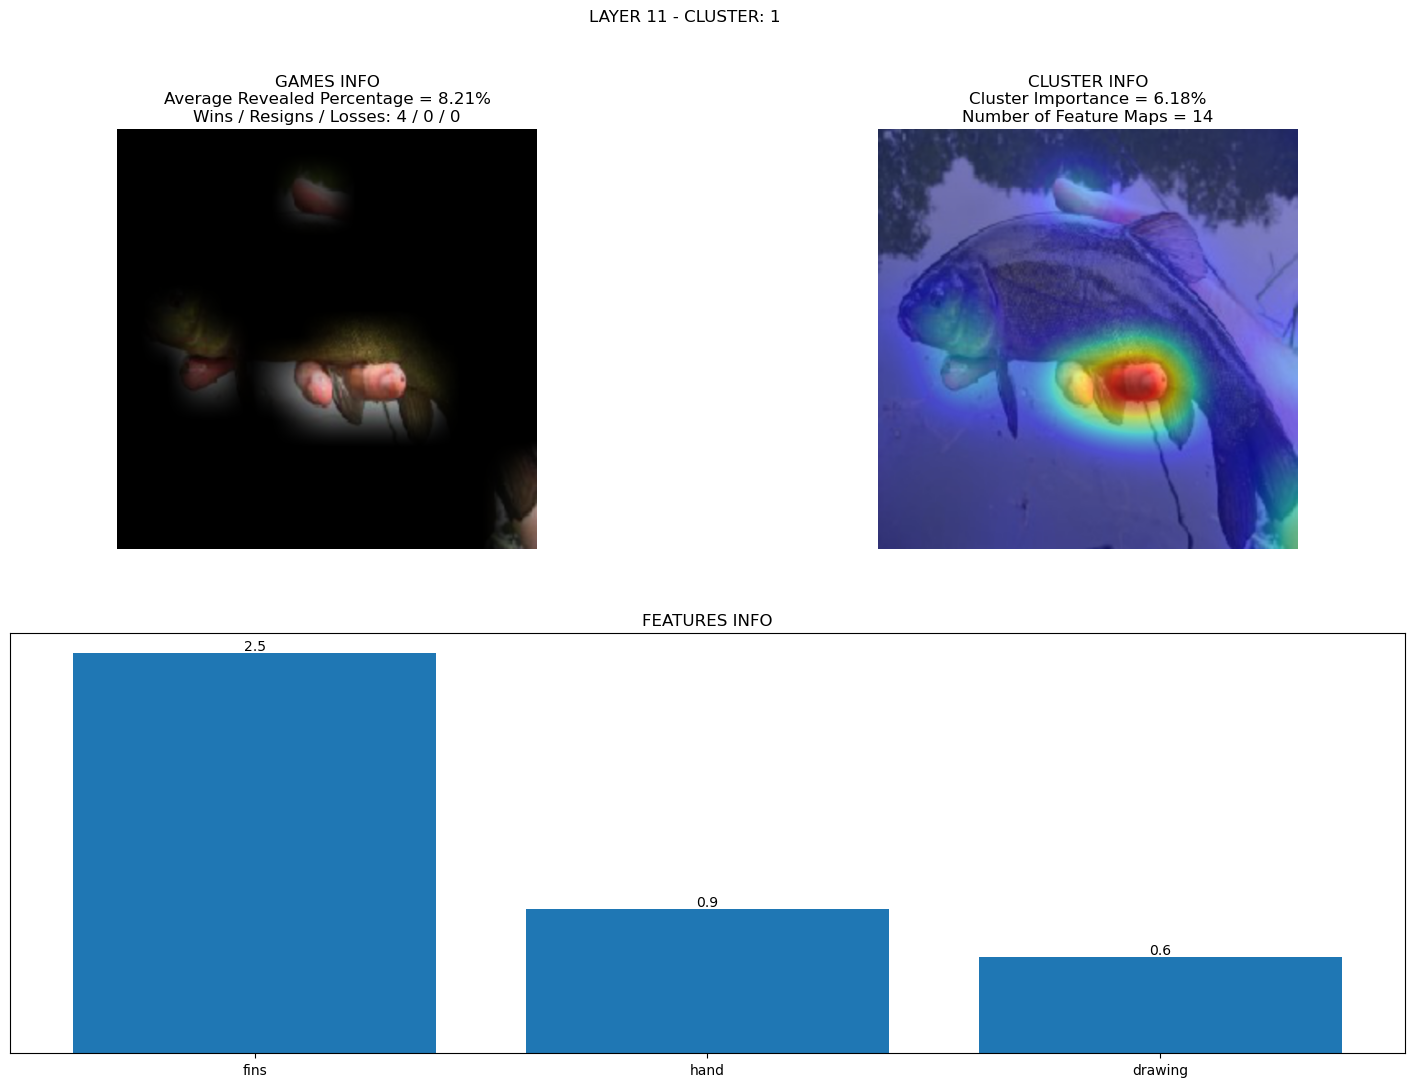 LAYER 11 - CLUSTER: 1
GAMES INFO
Average Revealed Percentage = 8.21%
Wins / Resigns / Losses: 4 / 0 / 0
CLUSTER INFO
Cluster Importance = 6.18%
Number of Feature Maps = 14
FEATURES INFO
2.5
0.9
0.6
fins
hand
drawing